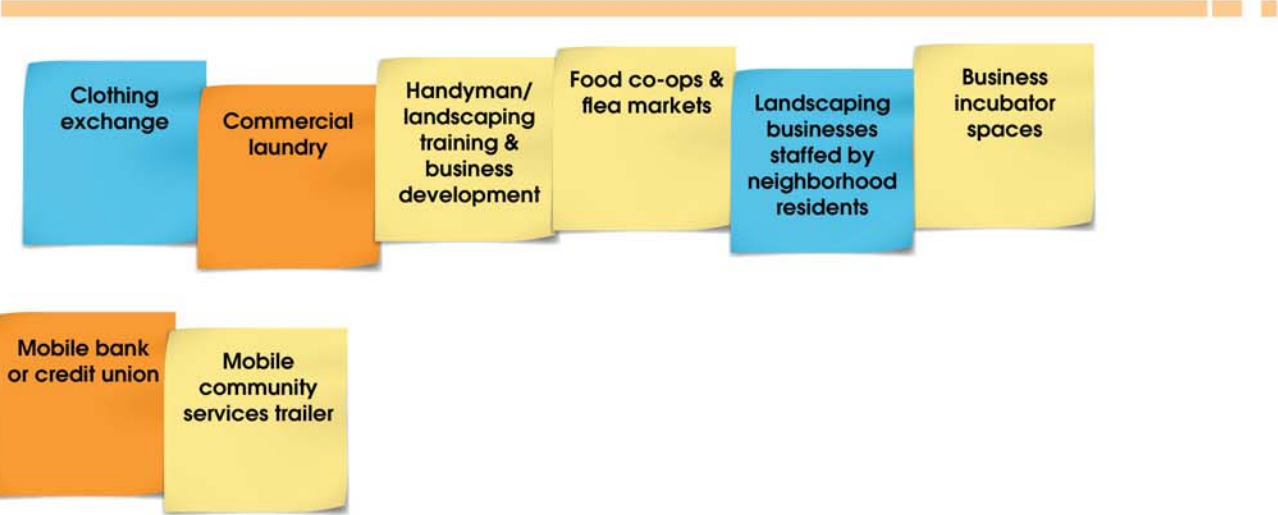 Clothing
exchange
Commercial
laundry
Handyman/
landscaping
training &
business
development
Food co-ops &
flea markets
Landscaping
businesses
staffed by
neighborhood
residents
Business
incubator
spaces
Mobile bank
or credit union
Mobile
community
services trailer